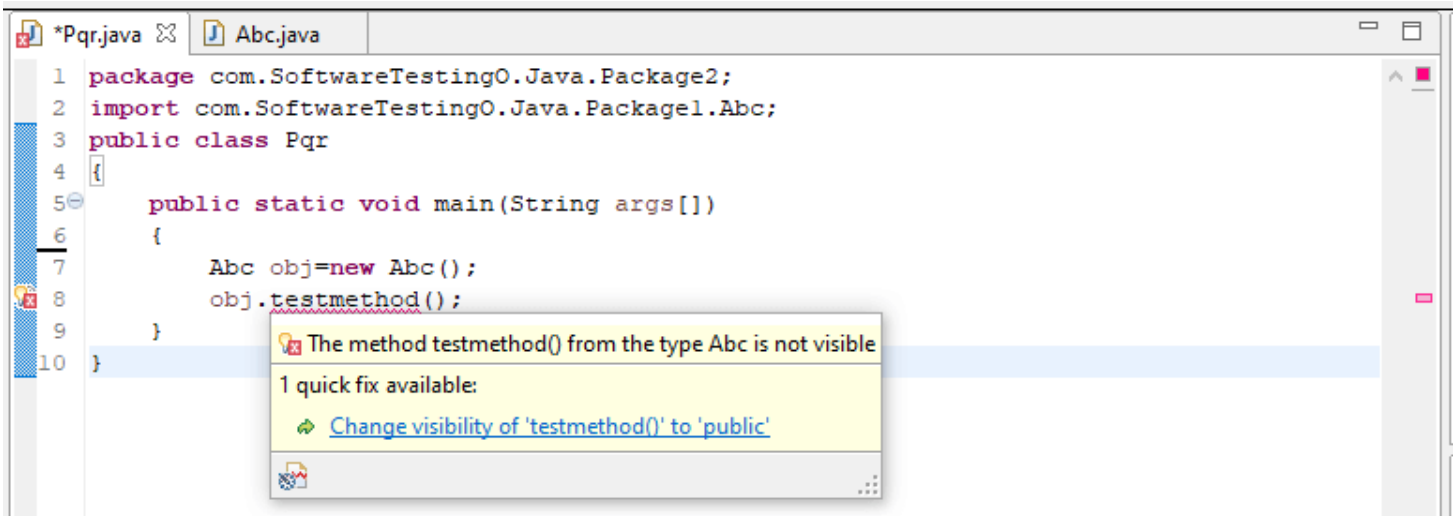 *Pqr.java Abc.java
1 package com.SoftwareTestingO.Java.Package2;
2 import com.SoftwareTestingO.Java.Package1.Abc;
3 public class Pqr
4 {
5 public static void main(String args[])
6 {
7 Abc obj=new Abc();
8 obj.testmethod();
9 }
10 }
The method testmethod() from the type Abc is not visible
1 quick fix available:
Change visibility of 'testmethod()' to 'public'